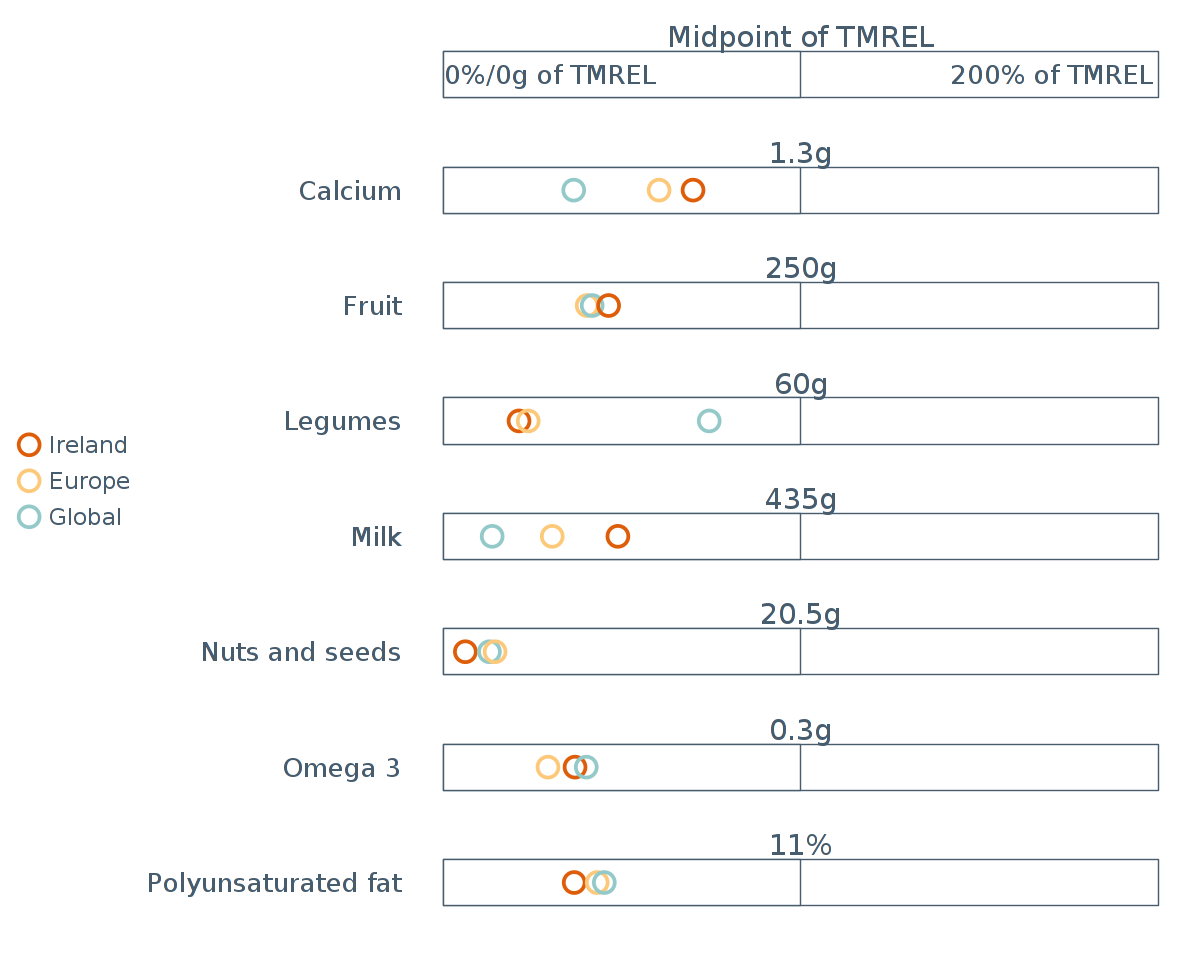 Midpoint of TMREL
0%/0g of TMREL 200% of TMREL
1.3g
Calcium
250g
Fruit
60g
Legumes
Ireland
Europe
Global
435g
Milk
20.5g
Nuts and seeds
0.3g
Omega 3
11%
Polyunsaturated fat